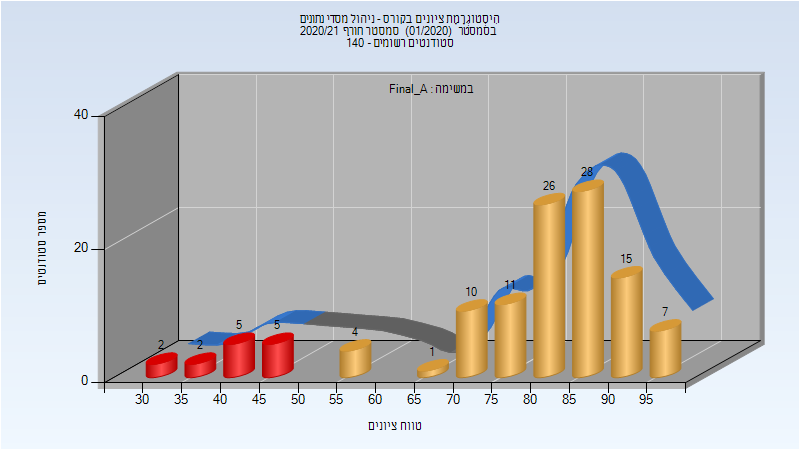 היסטוגרמת ציונים בקורס - ניהול מסדי נתונים
בסמסטר (01/2020) סמסטר חורף 2020/21
סטודנטים רשומים - 140
במשימה : Final_A
מספר סטודנטים
40
20
0
2
2
5
5
4
1
10
11
26
28
15
7
30 35 40 45 50 55 60 65 70 75 80 85 90 95
טווח ציונים